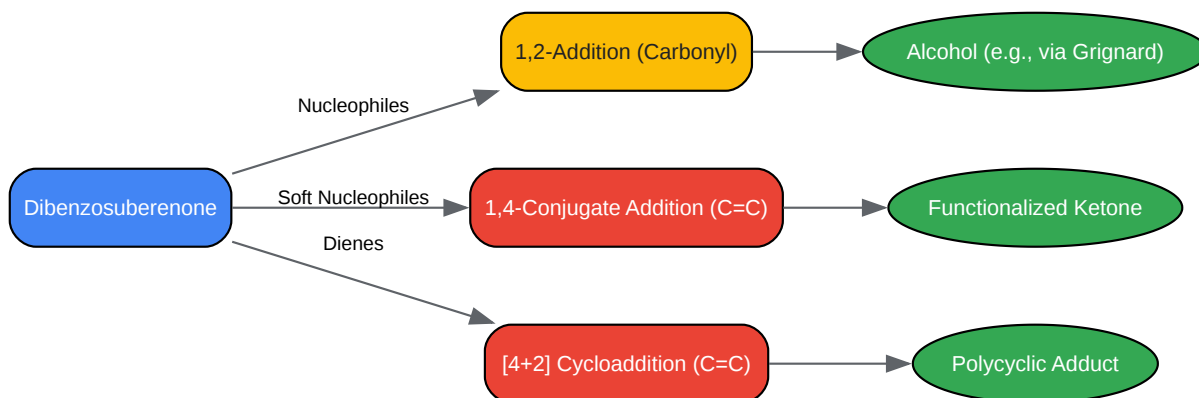 1,2-Addition (Carbonyl)
Alcohol (e.g., via Grignard)
Nucleophiles
Dibenzosuberenone
Soft Nucleophiles
1,4-Conjugate Addition (C=C)
Functionalized Ketone
Dienes
[4+2] Cycloaddition (C=C)
Polycyclic Adduct